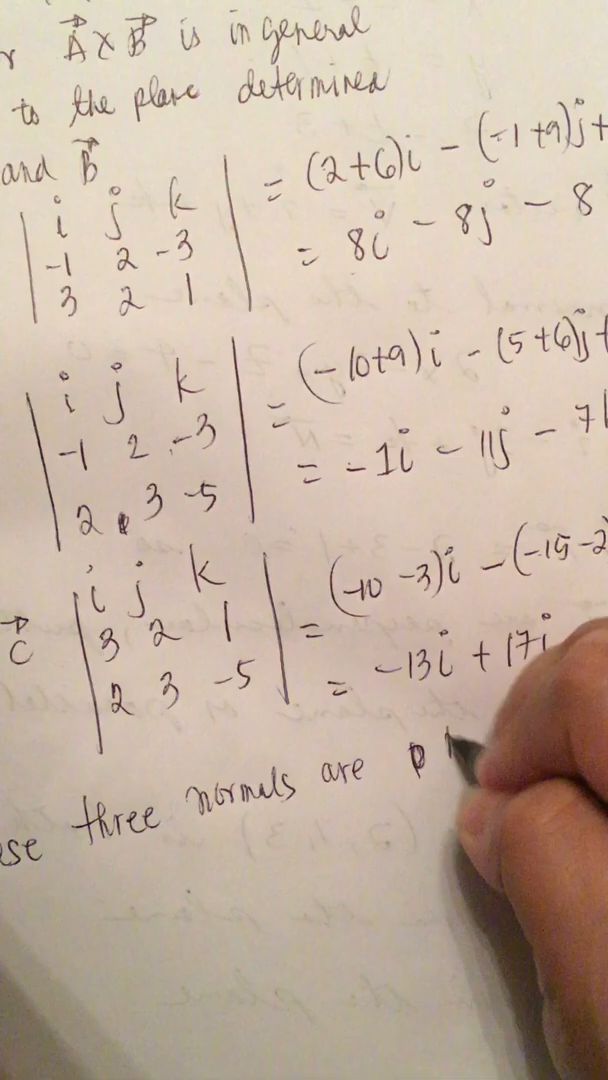 r A⃗ X B⃗ is in general
to the plane determined
and B⃗
| i j k | = (2+6)i - (-1+9)j+
| -1 2 -3 | = 8i - 8j - 8
| 3 2 1 |
| i j k | = (-10+9)i - (5+6)j+
| -1 2 -3 | = -1i - 11j - 7
| 2 3 -5 |
C⃗ | i j k | = (-10 -3)i - (-15-2
| 3 2 1 | = -13i + 17j
| 2 3 -5 |
ese three normals are p